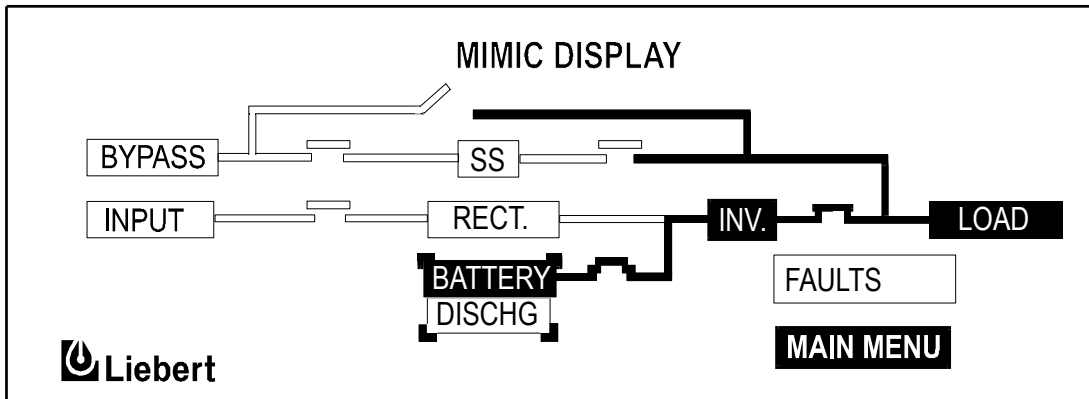 MIMIC DISPLAY
BYPASS
SS
INPUT
RECT.
INV.
LOAD
BATTERY
DISCHG
FAULTS
MAIN MENU
Liebert